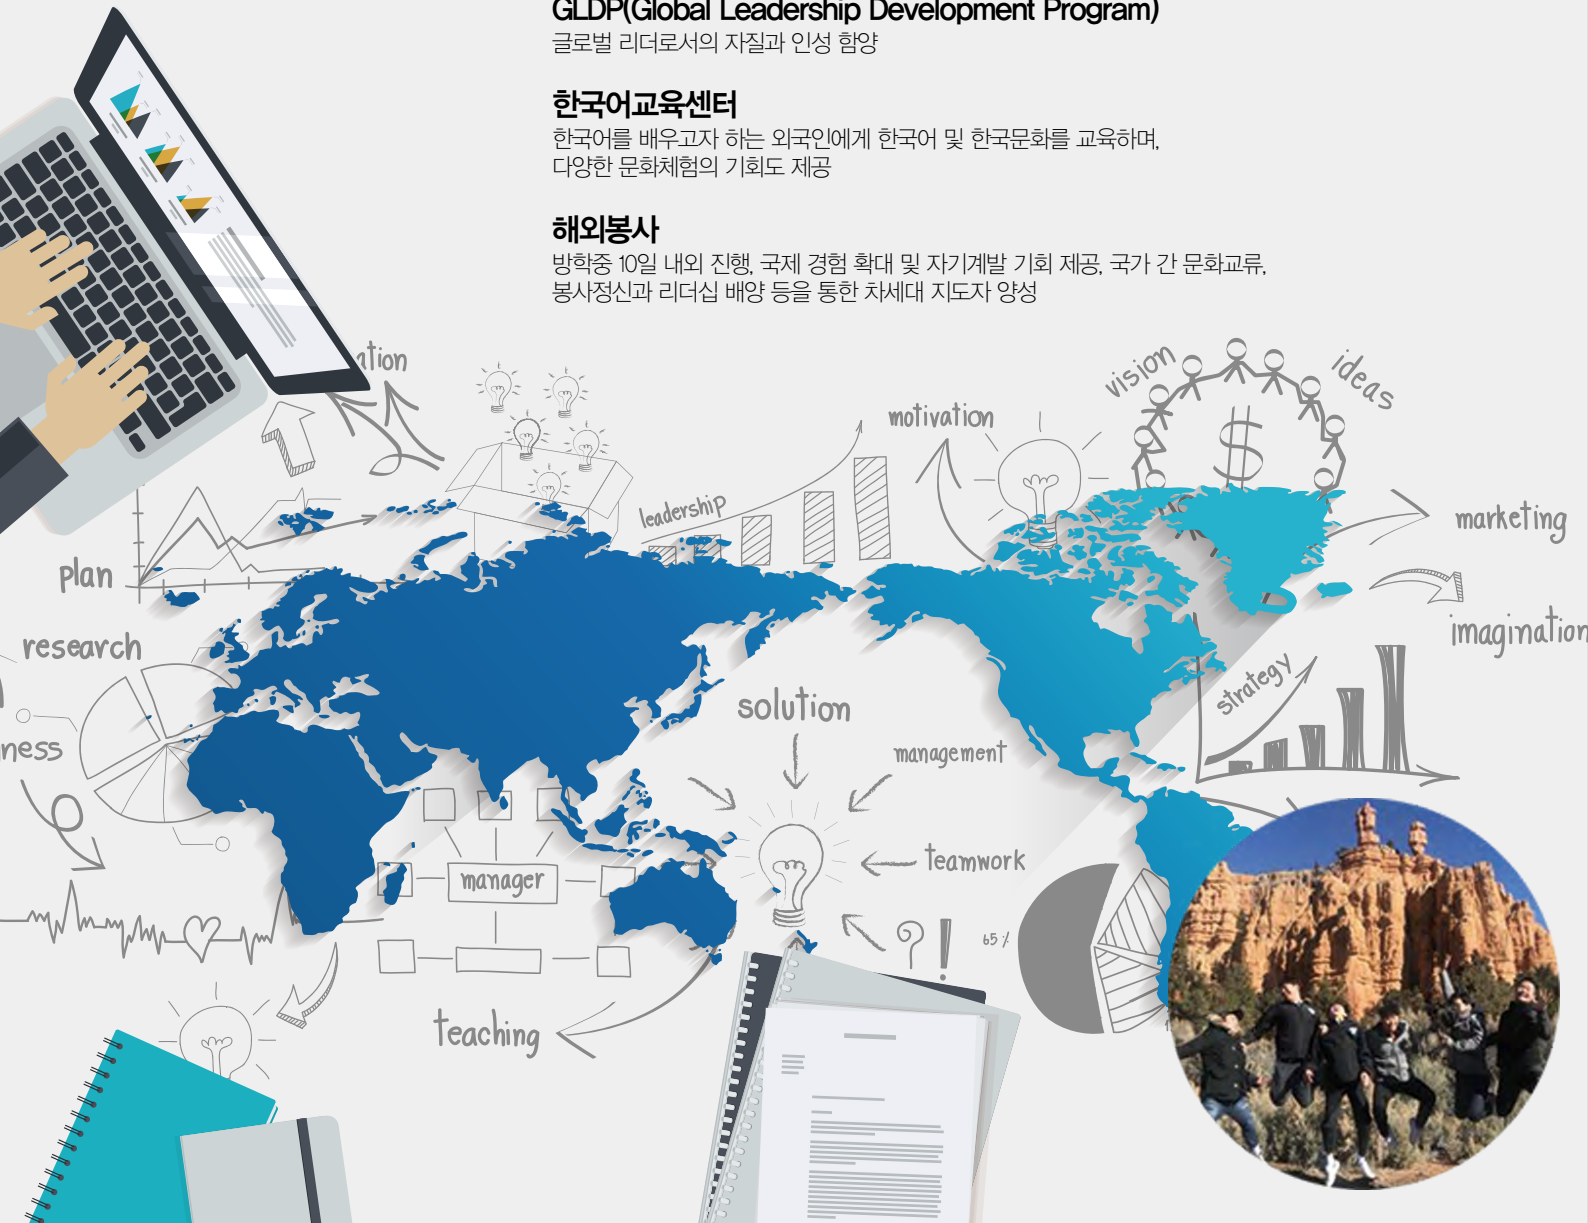 GLDP(Global Leadership Development Program)
글로벌 리더로서의 자질과 인성 함양
한국어교육센터
한국어를 배우고자 하는 외국인에게 한국어 및 한국문화를 교육하며,
다양한 문화체험의 기회도 제공
해외봉사
방학중 10일 내외 진행, 국제 경험 확대 및 자기계발 기회 제공, 국가 간 문화교류,
봉사정신과 리더십 배양 등을 통한 차세대 지도자 양성
vision
ideas
motivation
leadership
marketing
plan
imagination
research
strategy
solution
management
teamwork
manager
65%
teaching